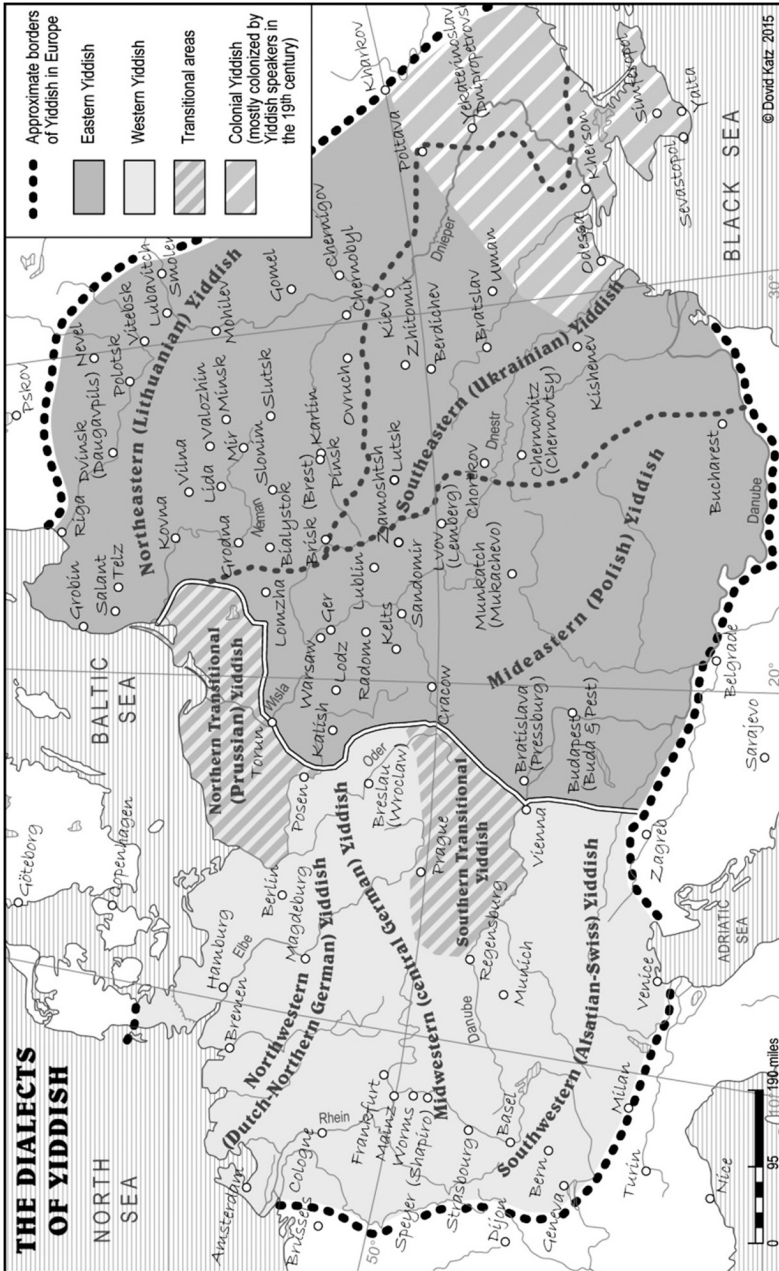 THE DIALECTS
OF YIDDISH
NORTH
SEA
BALTIC
SEA
Göteborg
Copenhagen
Pskov
Approximate borders
of Yiddish in Europe
Eastern Yiddish
Western Yiddish
Transitional areas
Colonial Yiddish
(mostly colonized by
Yiddish speakers in
the 19th century)
Amsterdam
Brussels
Cologne
Rhein
Bremen
Hamburg
Elbe
Berlin
Magdeburg
Northwestern
(Dutch-Northern German) Yiddish
Frankfurt
Mainz
Worms
Speyer (Shapiro)
Midwestern (Central German) Yiddish
Posen
Oder
Breslau
(Wroclaw)
Prague
Northern Transitional
(Prussian) Yiddish
Torun
Wisla
Southern Transitional
Yiddish
Regensburg
Danube
Munich
Vienna
Strasbourg
Basel
Dijon
Bern
Geneva
Southwestern (Alsatian-Swiss) Yiddish
Milan
Turin
Nice
Venice
Zagreb
ADRIATIC
SEA
Sarajevo
Belgrade
Grobin
Salant
Telz
Riga
Dvinsk
(Daugavpils)
Nevel
Polotsk
Vitebsk
Lubavitch
Smolen
Northeastern (Lithuanian) Yiddish
Kovna
Vilna
Lida
Valozhin
Minsk
Mir
Mohilev
Grodna
Neman
Slonim
Slutsk
Gomel
Bialystok
Lomzha
Brisk (Brest)
Karlin
Pinsk
Chernigov
Chernobyl
Ovruch
Kharkov
Warsaw
Ger
Lodz
Kalish
Radom
Lublin
Kelts
Zamoshtsh
Lutsk
Sandomir
Kiev
Zhitomir
Berdichev
Poltava
Dnieper
Yekaterinoslav
(Dnipropetrovsk)
Cracow
Lvov
(Lemberg)
Southeastern (Ukrainian) Yiddish
Chortkov
Dnestr
Bratslav
Uman
Munkatch
(Mukachevo)
Chernowitz
(Chernovtsy)
Mideastern (Polish) Yiddish
Bratislava
(Pressburg)
Budapest
(Buda & Pest)
Kishenev
Odessa
Kherson
Simferopol
Sevastopol
Yalta
BLACK SEA
Bucharest
Danube
50°
10°
20°
30°
0
95
190 miles
© Dovid Katz 2015